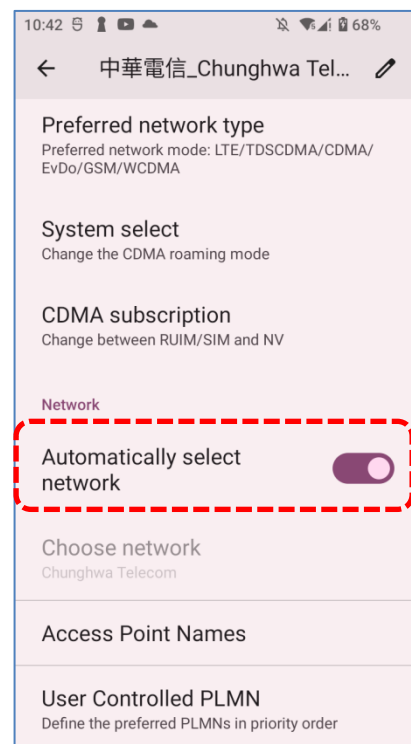 10:42 68%
中華電信_Chunghwa Tel...
Preferred network type
Preferred network mode: LTE/TDSCDMA/CDMA/
EvDo/GSM/WCDMA
System select
Change the CDMA roaming mode
CDMA subscription
Change between RUIM/SIM and NV
Network
Automatically select
network
Choose network
Chunghwa Telecom
Access Point Names
User Controlled PLMN
Define the preferred PLMNs in priority order